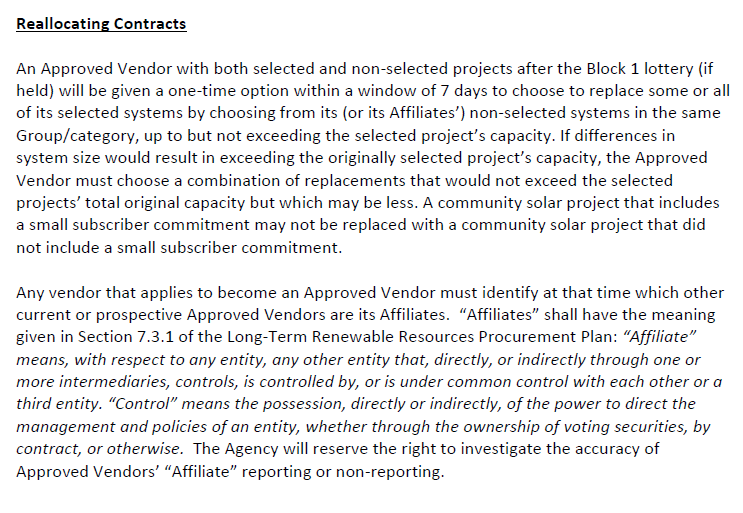 Reallocating Contracts
An Approved Vendor with both selected and non-selected projects after the Block 1 lottery (if
held) will be given a one-time option within a window of 7 days to choose to replace some or all
of its selected systems by choosing from its (or its Affiliates’) non-selected systems in the same
Group/category, up to but not exceeding the selected project’s capacity. If differences in
system size would result in exceeding the originally selected project’s capacity, the Approved
Vendor must choose a combination of replacements that would not exceed the selected
projects’ total original capacity but which may be less. A community solar project that includes
a small subscriber commitment may not be replaced with a community solar project that did
not include a small subscriber commitment.
Any vendor that applies to become an Approved Vendor must identify at that time which other
current or prospective Approved Vendors are its Affiliates.  “Affiliates” shall have the meaning
given in Section 7.3.1 of the Long-Term Renewable Resources Procurement Plan: “Affiliate”
means, with respect to any entity, any other entity that, directly, or indirectly through one or
more intermediaries, controls, is controlled by, or is under common control with each other or a
third entity. “Control” means the possession, directly or indirectly, of the power to direct the
management and policies of an entity, whether through the ownership of voting securities, by
contract, or otherwise.  The Agency will reserve the right to investigate the accuracy of
Approved Vendors’ “Affiliate” reporting or non-reporting.